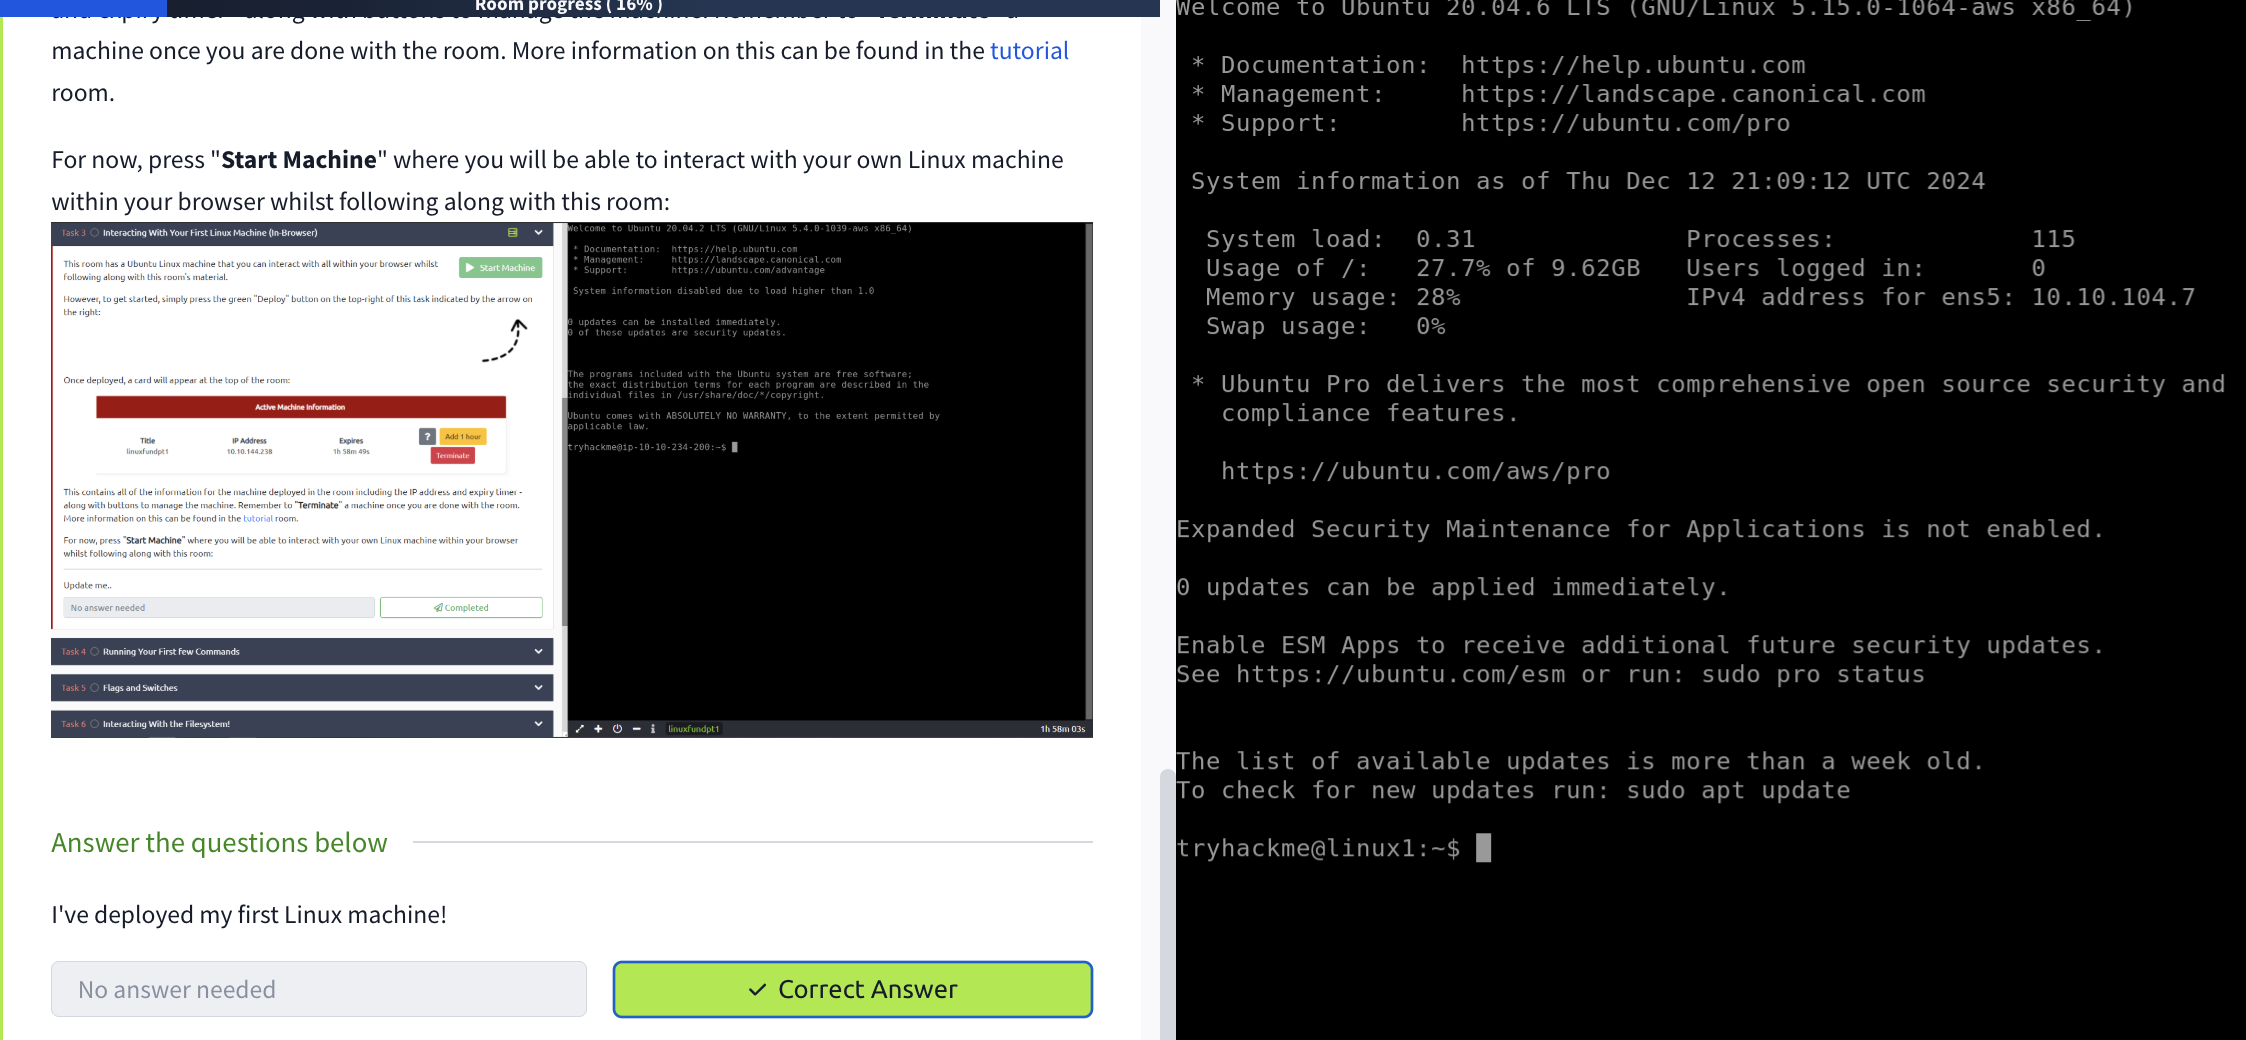 Room progress ( 16% )
machine once you are done with the room. More information on this can be found in the tutorial
room.
For now, press "Start Machine" where you will be able to interact with your own Linux machine
within your browser whilst following along with this room:
Task 3 Interacting With Your First Linux Machine (In-Browser)
This room has a Ubuntu Linux machine that you can interact with all within your browser whilst
following along with this room's material.
Start Machine
However, to get started, simply press the green "Deploy" button on the top-right of this task indicated by the arrow on
the right:
Once deployed, a card will appear at the top of the room:
Active Machine Information
Title IP Address Expires
linuxfundpt1 10.10.144.238 1h 58m 49s
? Add 1 hour
Terminate
This contains all of the information for the machine deployed in the room including the IP address and expiry timer -
along with buttons to manage the machine. Remember to "Terminate" a machine once you are done with the room.
More information on this can be found in the tutorial room.
For now, press "Start Machine" where you will be able to interact with your own Linux machine within your browser
whilst following along with this room:
Update me..
No answer needed Completed
Task 4 Running Your First few Commands
Task 5 Flags and Switches
Task 6 Interacting With the Filesystem!
Welcome to Ubuntu 20.04.2 LTS (GNU/Linux 5.4.0-1039-aws x86_64)
* Documentation: https://help.ubuntu.com
* Management: https://landscape.canonical.com
* Support: https://ubuntu.com/advantage
System information disabled due to load higher than 1.0
0 updates can be installed immediately.
0 of these updates are security updates.
The programs included with the Ubuntu system are free software;
the exact distribution terms for each program are described in the
individual files in /usr/share/doc/*/copyright.
Ubuntu comes with ABSOLUTELY NO WARRANTY, to the extent permitted by
applicable law.
tryhackme@ip-10-10-234-200:~$
linuxfundpt1 1h 58m 03s
Answer the questions below
I've deployed my first Linux machine!
No answer needed
✓ Correct Answer
Welcome to Ubuntu 20.04.6 LTS (GNU/Linux 5.15.0-1064-aws x86_64)
* Documentation: https://help.ubuntu.com
* Management: https://landscape.canonical.com
* Support: https://ubuntu.com/pro
System information as of Thu Dec 12 21:09:12 UTC 2024
System load: 0.31 Processes: 115
Usage of /: 27.7% of 9.62GB Users logged in: 0
Memory usage: 28% IPv4 address for ens5: 10.10.104.7
Swap usage: 0%
* Ubuntu Pro delivers the most comprehensive open source security and
compliance features.
https://ubuntu.com/aws/pro
Expanded Security Maintenance for Applications is not enabled.
0 updates can be applied immediately.
Enable ESM Apps to receive additional future security updates.
See https://ubuntu.com/esm or run: sudo pro status
The list of available updates is more than a week old.
To check for new updates run: sudo apt update
tryhackme@linux1:~$